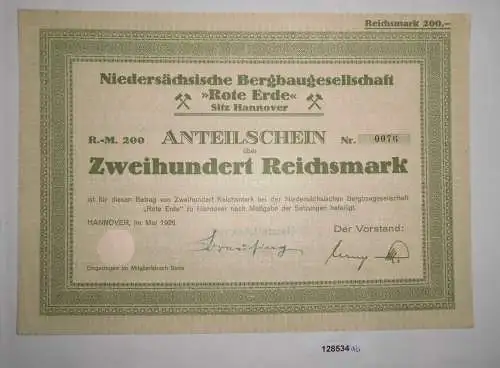 Reichsmark 200,–
Niedersächsische Bergbaugesellschaft
»Rote Erde«
Sitz Hannover
R.-M. 200 ANTEILSCHEIN Nr. 0076
über
Zweihundert Reichsmark
ist für diesen Betrag von Zweihundert Reichsmark bei der Niedersächsischen Bergbaugesellschaft
"Rote Erde" zu Hannover nach Maßgabe der Satzungen beteiligt.
HANNOVER, im Mai
Der Vorstand:
Eingetragen im Mitgliedsbuch Seite
128534